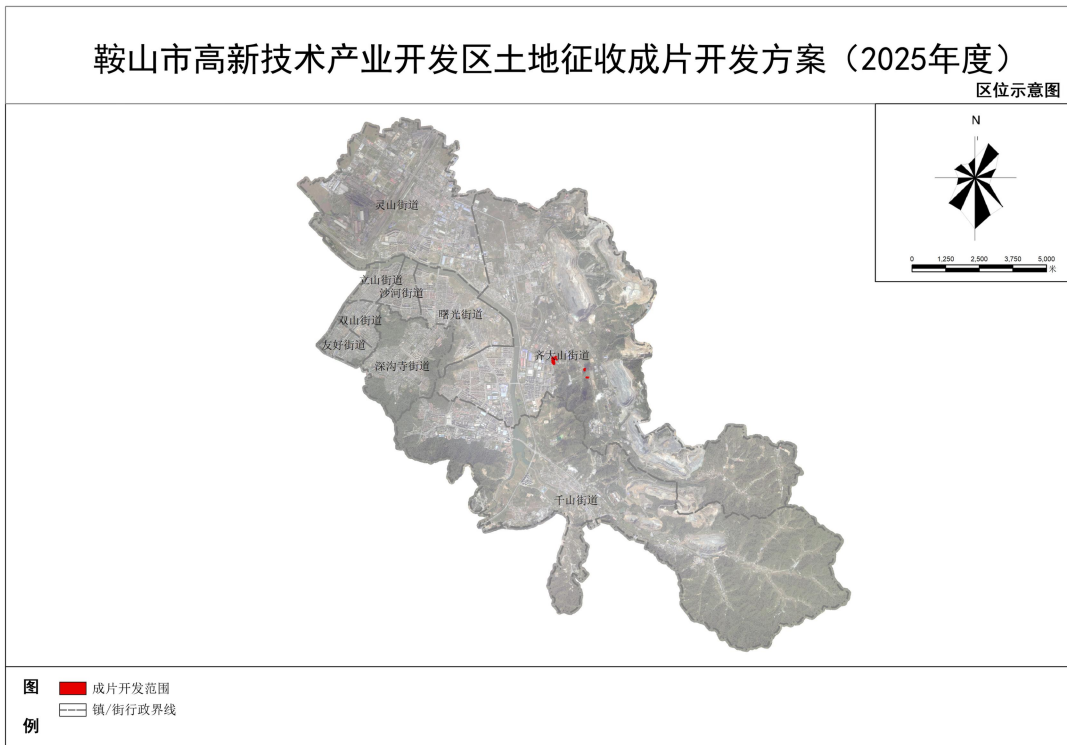 鞍山市高新技术产业开发区土地征收成片开发方案（2025年度）
区位示意图
N
0 1,250 2,500 3,750 5,000
米
灵山街道
立山街道
沙河街道
曙光街道
双山街道
友好街道
深沟寺街道
齐大山街道
千山街道
图例
成片开发范围
镇/街行政界线